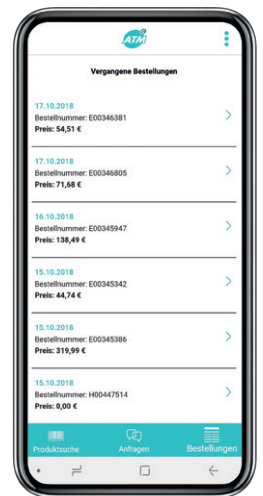 ATM
Vergangene Bestellungen
17.10.2018
Bestellnummer: E00346381
Preis: 54,51 €
17.10.2018
Bestellnummer: E00346805
Preis: 71,68 €
16.10.2018
Bestellnummer: E00345947
Preis: 138,49 €
15.10.2018
Bestellnummer: E00345342
Preis: 44,74 €
15.10.2018
Bestellnummer: E00345386
Preis: 319,99 €
15.10.2018
Bestellnummer: H00447514
Preis: 0,00 €
Produktsuche Anfragen Bestellungen